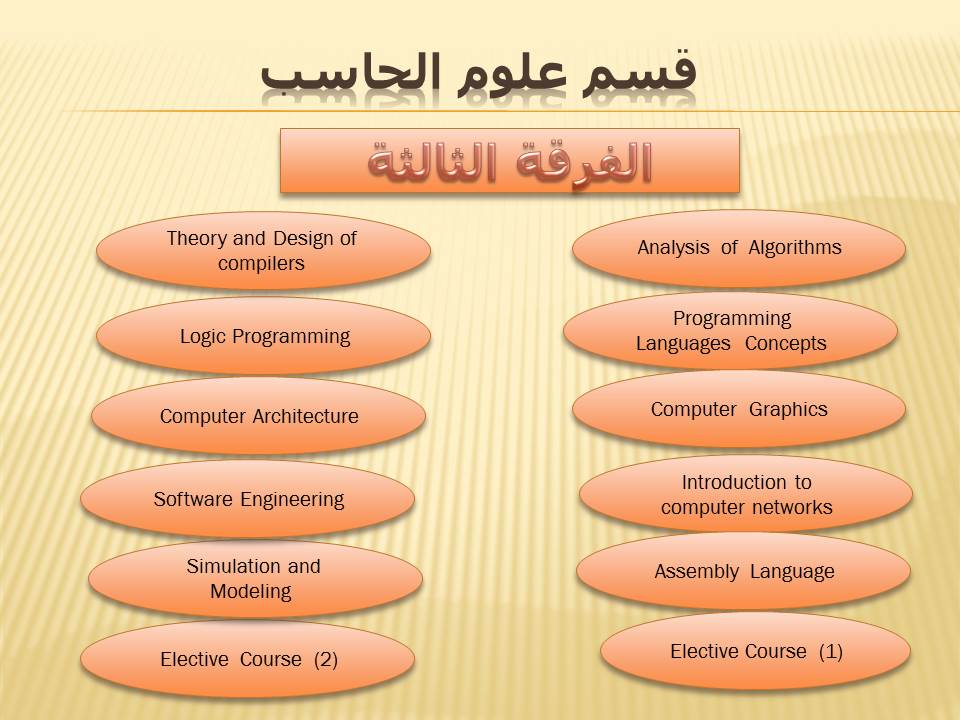 قسم علوم الحاسب
الفرقة الثالثة
Theory and Design of
compilers
Logic Programming
Computer Architecture
Software Engineering
Simulation and
Modeling
Elective Course (2)
Analysis of Algorithms
Programming
Languages Concepts
Computer Graphics
Introduction to
computer networks
Assembly Language
Elective Course (1)